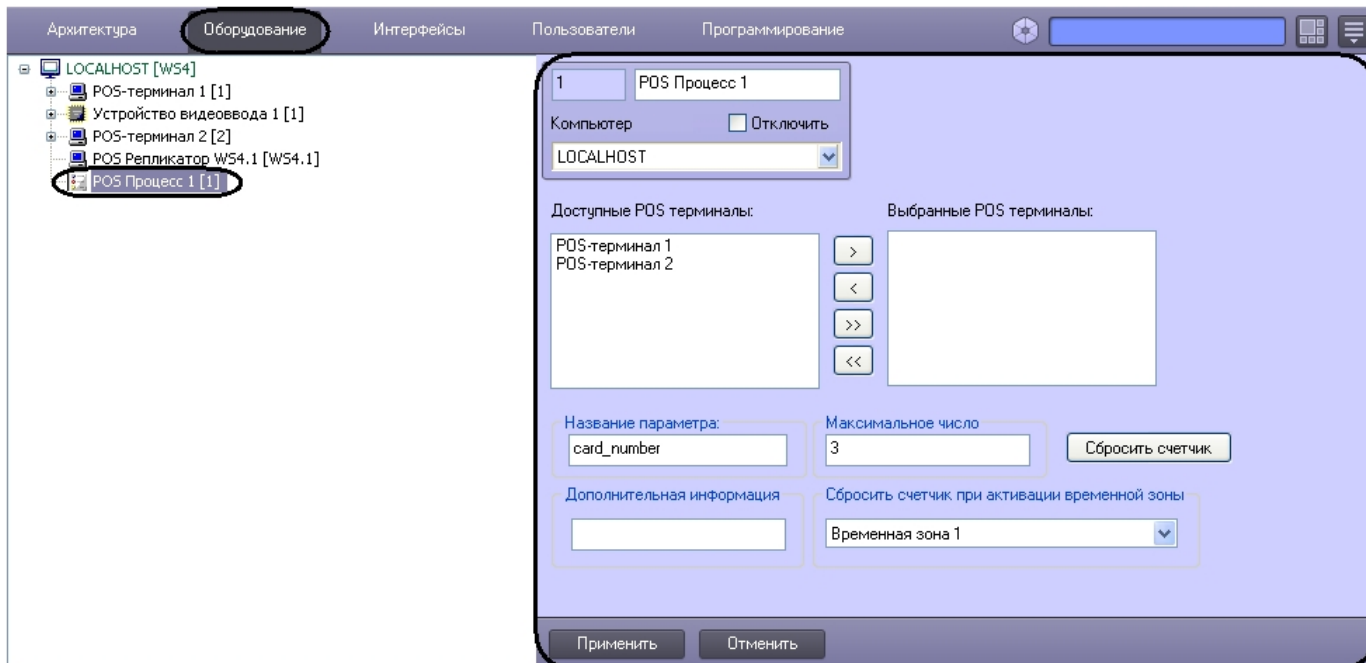 Архитектура Оборудование Интерфейсы Пользователи Программирование
LOCALHOST [WS4]
POS-терминал 1 [1]
Устройство видеоввода 1 [1]
POS-терминал 2 [2]
POS Репликатор WS4.1 [WS4.1]
POS Процесс 1 [1]
1 POS Процесс 1
Компьютер Отключить
LOCALHOST
Доступные POS терминалы: Выбранные POS терминалы:
POS-терминал 1
POS-терминал 2
>
<
>>
<<
Название параметра: Максимальное число
card_number 3 Сбросить счетчик
Дополнительная информация Сбросить счетчик при активации временной зоны
Временная зона 1
Применить Отменить